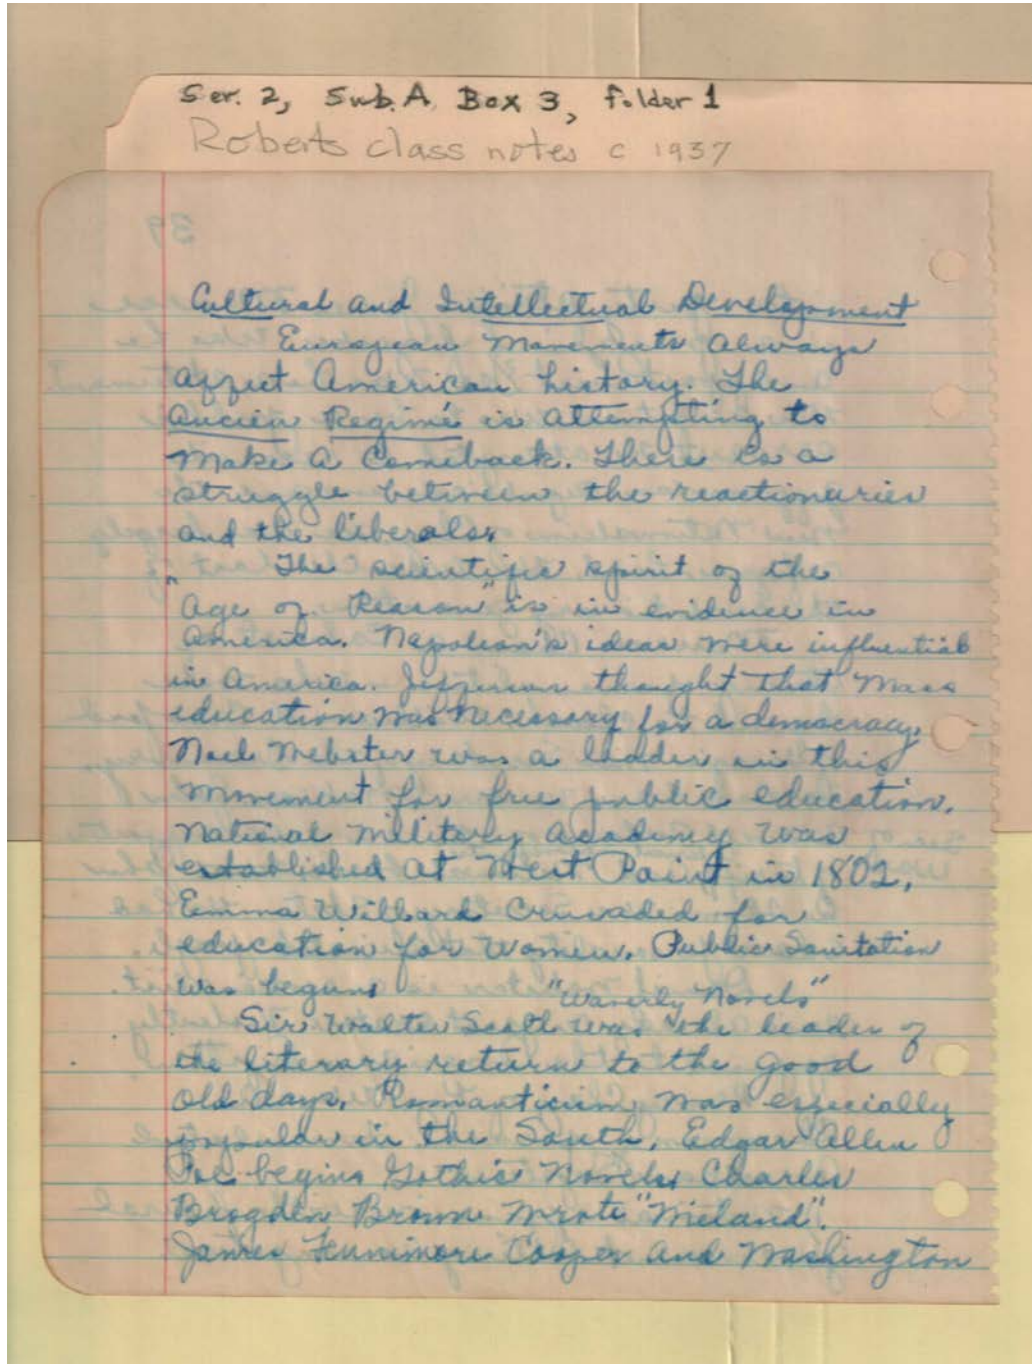 Ser. 2, Sub. A Box 3, folder 1
Roberts class notes c 1937
39
Cultural and Intellectual Development
European Movements Always
affect American history. The
Ancien Regimé is attempting to
Make a Comeback. There is a
struggle between the reactionaries
and the liberals.
The scientific spirit of the
"Age of Reason" is in evidence in
America. Napoleon's ideas were influential
in America. Jefferson thought that Mass
education was necessary for a democracy.
Noel Webster was a leader in this
movement for free public education.
National Military Academy was
established at West Point in 1802.
Emma Willard Crusaded for
education for women. Public Sanitation
was begun.
"Waverly Novels"
Sir Walter Scott was the leader of
the literary return to the good
old days. Romanticism was especially
popular in the South. Edgar Allen
Poe begins Gothic Novels. Charles
Brogden Brown wrote "Wieland".
James Fennimore Cooper and Washington